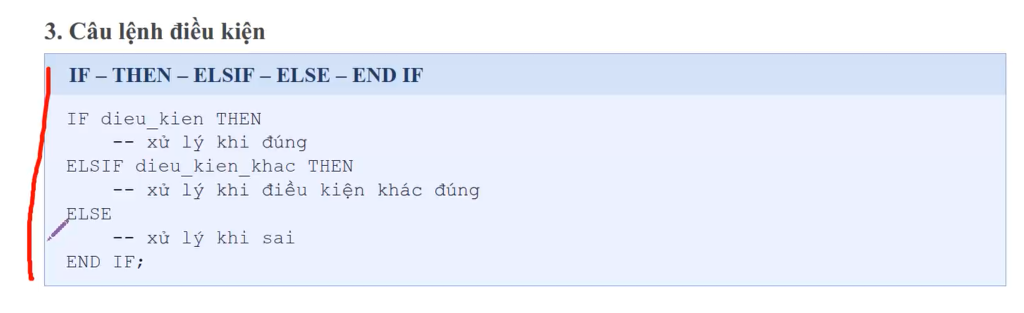 3. Câu lệnh điều kiện
IF – THEN – ELSIF – ELSE – END IF
IF dieu_kien THEN
-- xử lý khi đúng
ELSIF dieu_kien_khac THEN
-- xử lý khi điều kiện khác đúng
ELSE
-- xử lý khi sai
END IF;